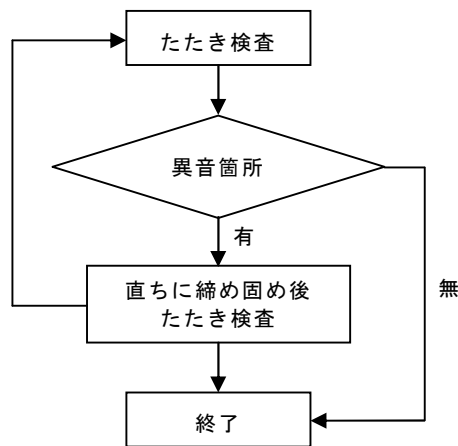 たたき検査
異音箇所
有
直ちに締め固め後
たたき検査
無
終了